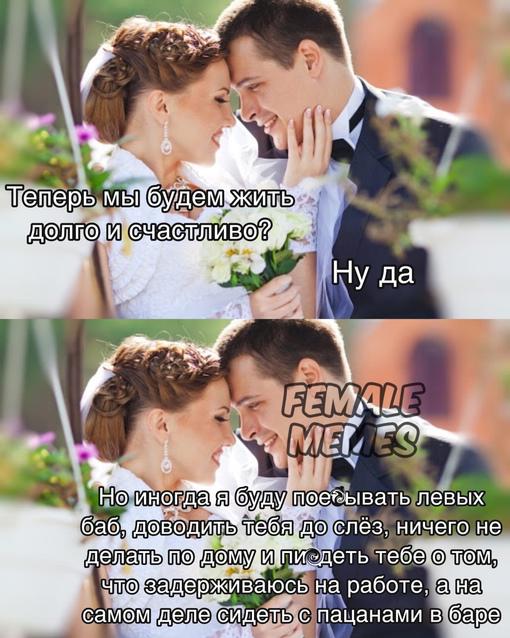 Теперь мы будем жить
долго и счастливо?
Ну да
FEMALE
MEMES
Но иногда я буду пое𝕓ывать левых
баб, доводить тебя до слёз, ничего не
делать по дому и пи@деть тебе о том,
что задерживаюсь на работе, а на
самом деле сидеть с пацанами в баре